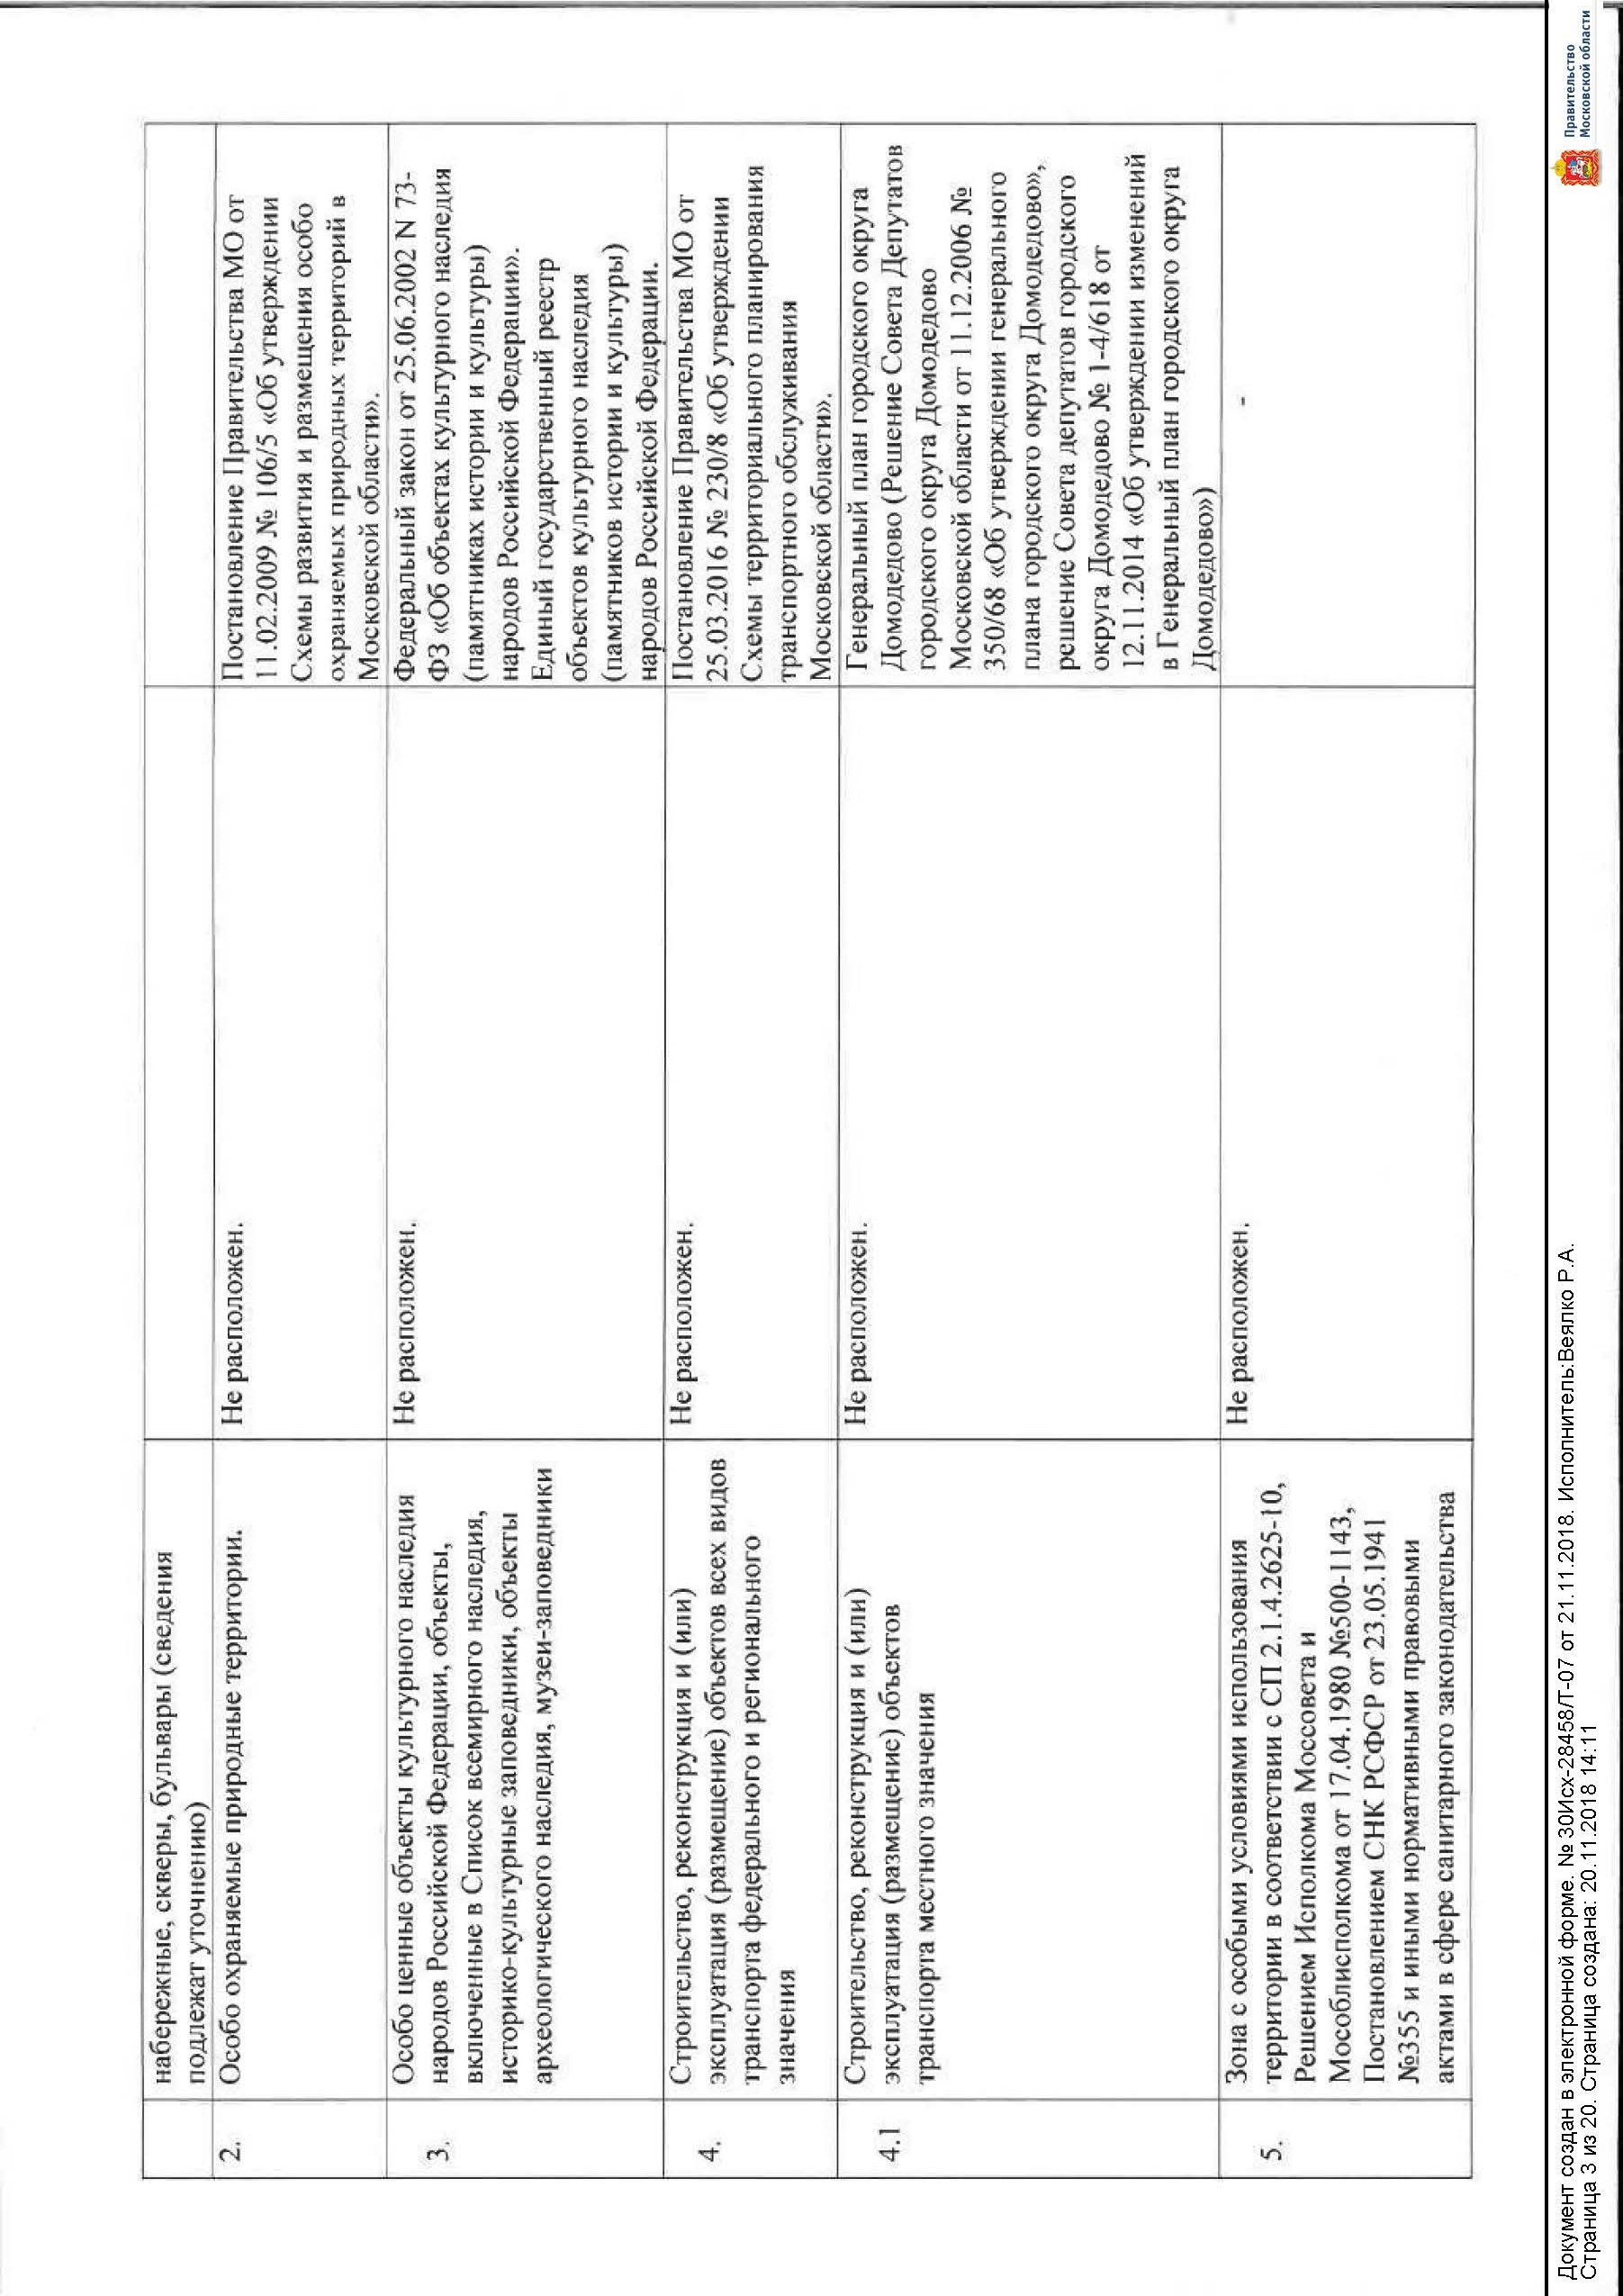 набережные, скверы, бульвары (сведения
подлежат уточнению)
2.
Особо охраняемые природные территории.
Не расположен.
Постановление Правительства МО от
11.02.2009 № 106/5 «Об утверждении
Схемы развития и размещения особо
охраняемых природных территорий в
Московской области».
3.
Особо ценные объекты культурного наследия
народов Российской Федерации, объекты,
включенные в Список всемирного наследия,
историко-культурные заповедники, объекты
археологического наследия, музеи-заповедники
Не расположен.
Федеральный закон от 25.06.2002 N 73-
ФЗ «Об объектах культурного наследия
(памятниках истории и культуры)
народов Российской Федерации».
Единый государственный реестр
объектов культурного наследия
(памятников истории и культуры)
народов Российской Федерации.
4.
Строительство, реконструкция и (или)
эксплуатация (размещение) объектов всех видов
транспорта федерального и регионального
значения
Не расположен.
Постановление Правительства МО от
25.03.2016 № 230/8 «Об утверждении
Схемы территориального планирования
транспортного обслуживания
Московской области».
4.1
Строительство, реконструкция и (или)
эксплуатация (размещение) объектов
транспорта местного значения
Не расположен.
Генеральный план городского округа
Домодедово (Решение Совета Депутатов
городского округа Домодедово
Московской области от 11.12.2006 №
350/68 «Об утверждении генерального
плана городского округа Домодедово»,
решение Совета депутатов городского
округа Домодедово № 1-4/618 от
12.11.2014 «Об утверждении изменений
в Генеральный план городского округа
Домодедово»)
5.
Зона с особыми условиями использования
территории в соответствии с СП 2.1.4.2625-10,
Решением Исполкома Моссовета и
Мособлисполкома от 17.04.1980 №500-1143,
Постановлением СНК РСФСР от 23.05.1941
№355 и иными нормативными правовыми
актами в сфере санитарного законодательства
Не расположен.
-
Документ создан в электронной форме. № 30Исх-28458/Т-07 от 21.11.2018. Исполнитель:Веялко Р.А.
Страница 3 из 20. Страница создана: 20.11.2018 14:11
Правительство
Московской области